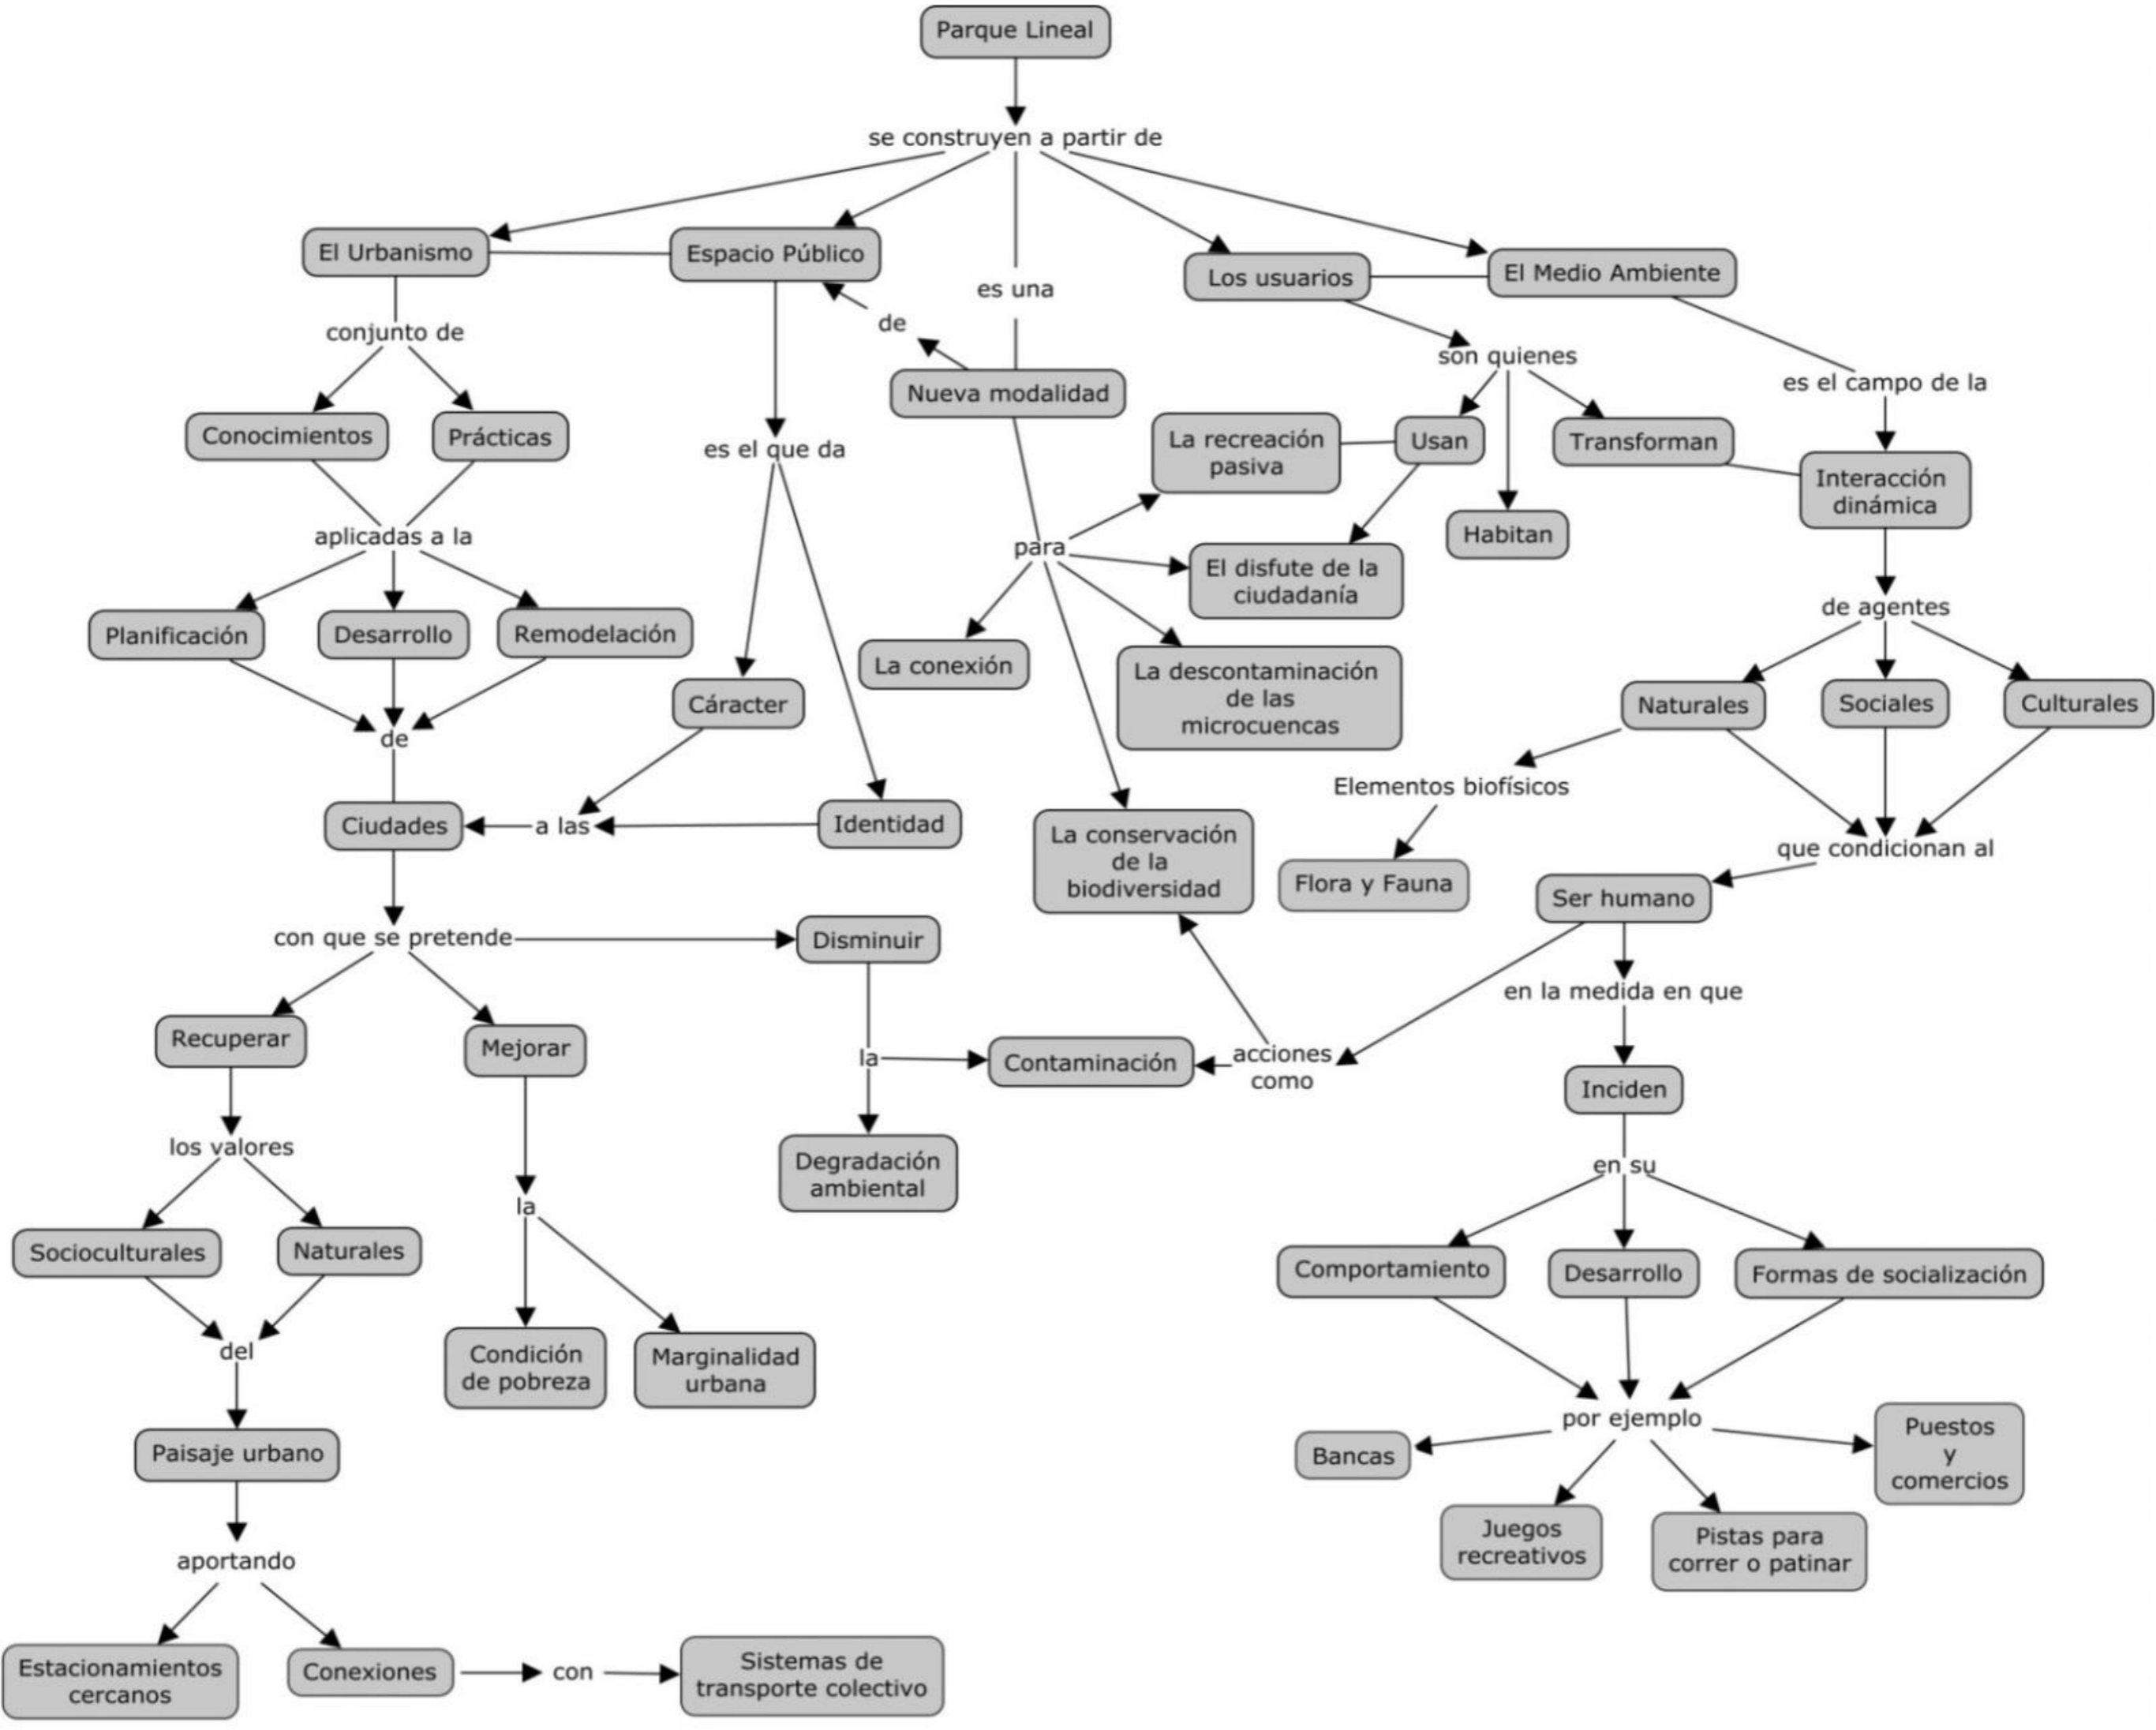 Parque Lineal
se construyen a partir de
El Urbanismo
Espacio Público
es una
Los usuarios
El Medio Ambiente
conjunto de
de
son quienes
es el campo de la
Nueva modalidad
Conocimientos
Prácticas
es el que da
La recreación
pasiva
Usan
Transforman
Interacción
dinámica
aplicadas a la
para
Habitan
El disfute de la
ciudadanía
Planificación
Desarrollo
Remodelación
La conexión
La descontaminación
de las
microcuencas
de agentes
Naturales
Sociales
Culturales
Cáracter
de
Elementos biofísicos
Ciudades
a las
Identidad
La conservación
de la
biodiversidad
Flora y Fauna
que condicionan al
Ser humano
con que se pretende
Disminuir
en la medida en que
Recuperar
Mejorar
la
Contaminación
acciones
como
Inciden
los valores
Degradación
ambiental
en su
la
Socioculturales
Naturales
Comportamiento
Desarrollo
Formas de socialización
del
Condición
de pobreza
Marginalidad
urbana
por ejemplo
Paisaje urbano
Bancas
Puestos
y
comercios
Juegos
recreativos
Pistas para
correr o patinar
aportando
Estacionamientos
cercanos
Conexiones
con
Sistemas de
transporte colectivo